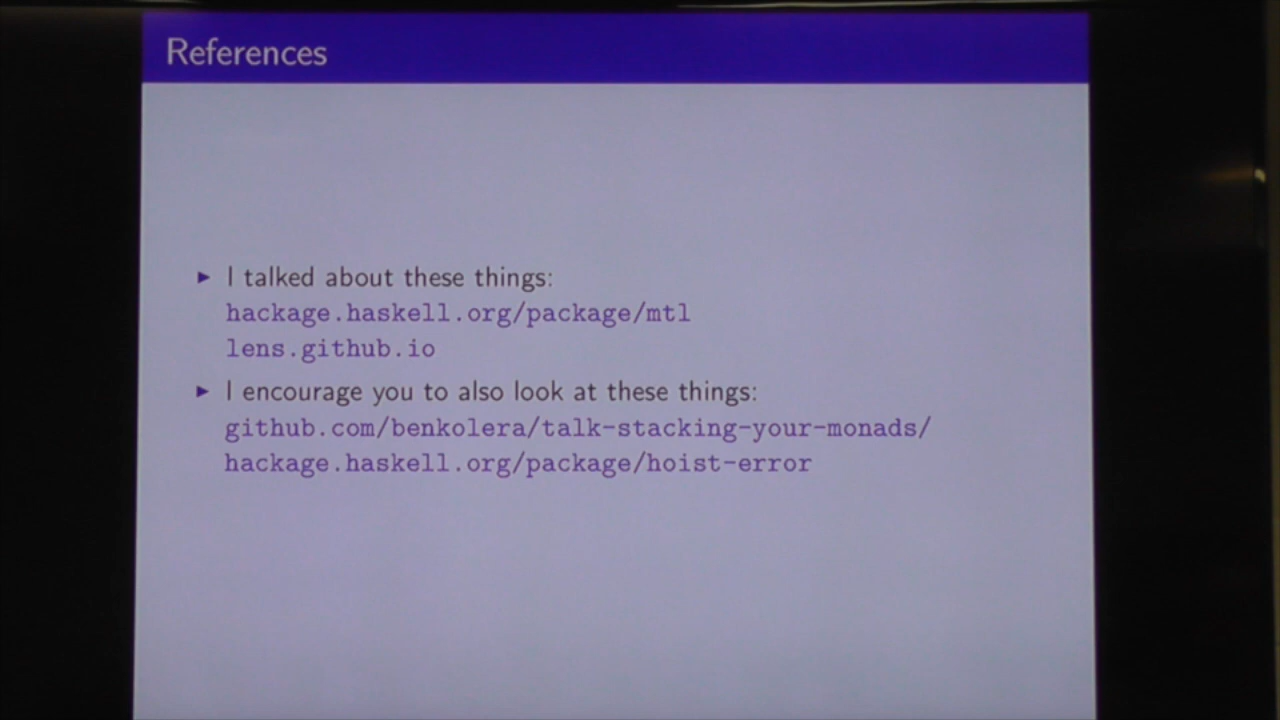 References
▶ I talked about these things:
hackage.haskell.org/package/mtl
lens.github.io
▶ I encourage you to also look at these things:
github.com/benkolera/talk-stacking-your-monads/
hackage.haskell.org/package/hoist-error